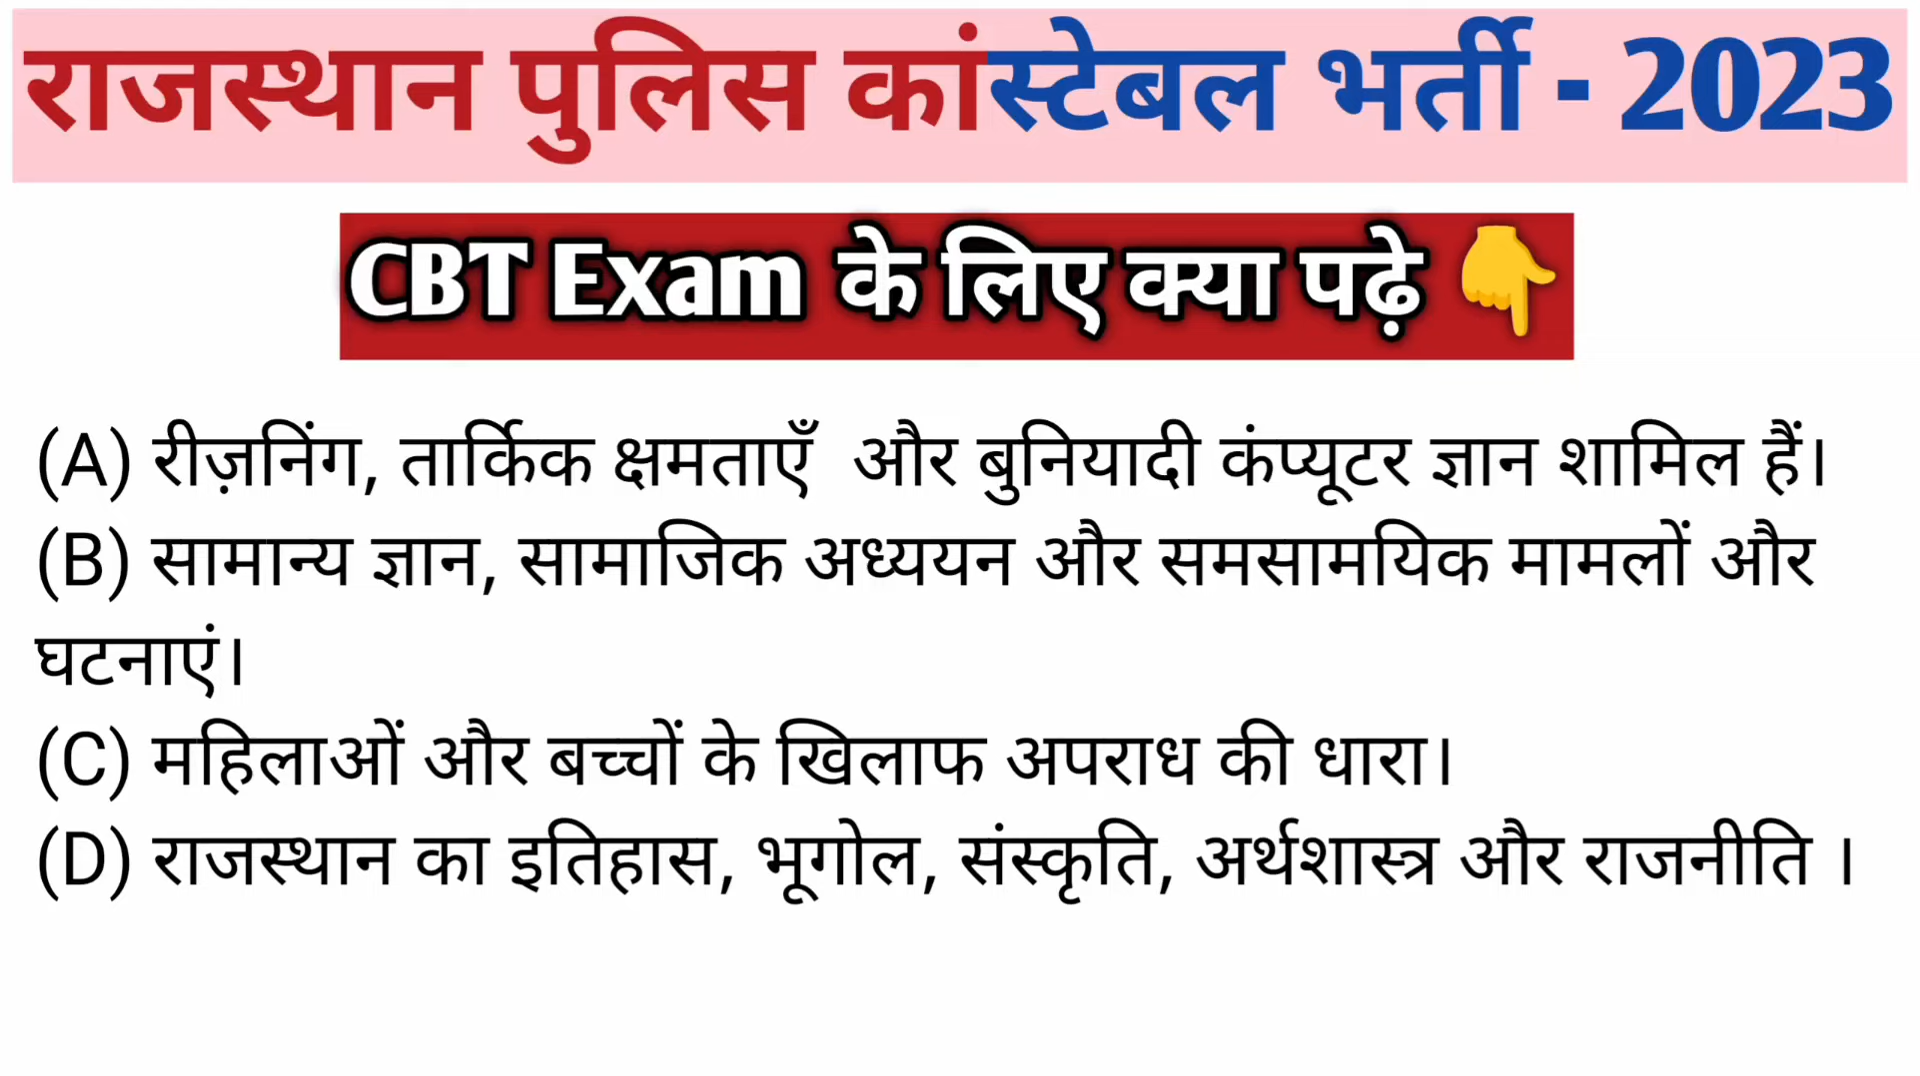 राजस्थान पुलिस कांस्टेबल भर्ती - 2023
CBT Exam के लिए क्या पढ़े 👇
(A) रीज़निंग, तार्किक क्षमताएँ और बुनियादी कंप्यूटर ज्ञान शामिल हैं।
(B) सामान्य ज्ञान, सामाजिक अध्ययन और समसामयिक मामलों और
घटनाएं।
(C) महिलाओं और बच्चों के खिलाफ अपराध की धारा।
(D) राजस्थान का इतिहास, भूगोल, संस्कृति, अर्थशास्त्र और राजनीति ।